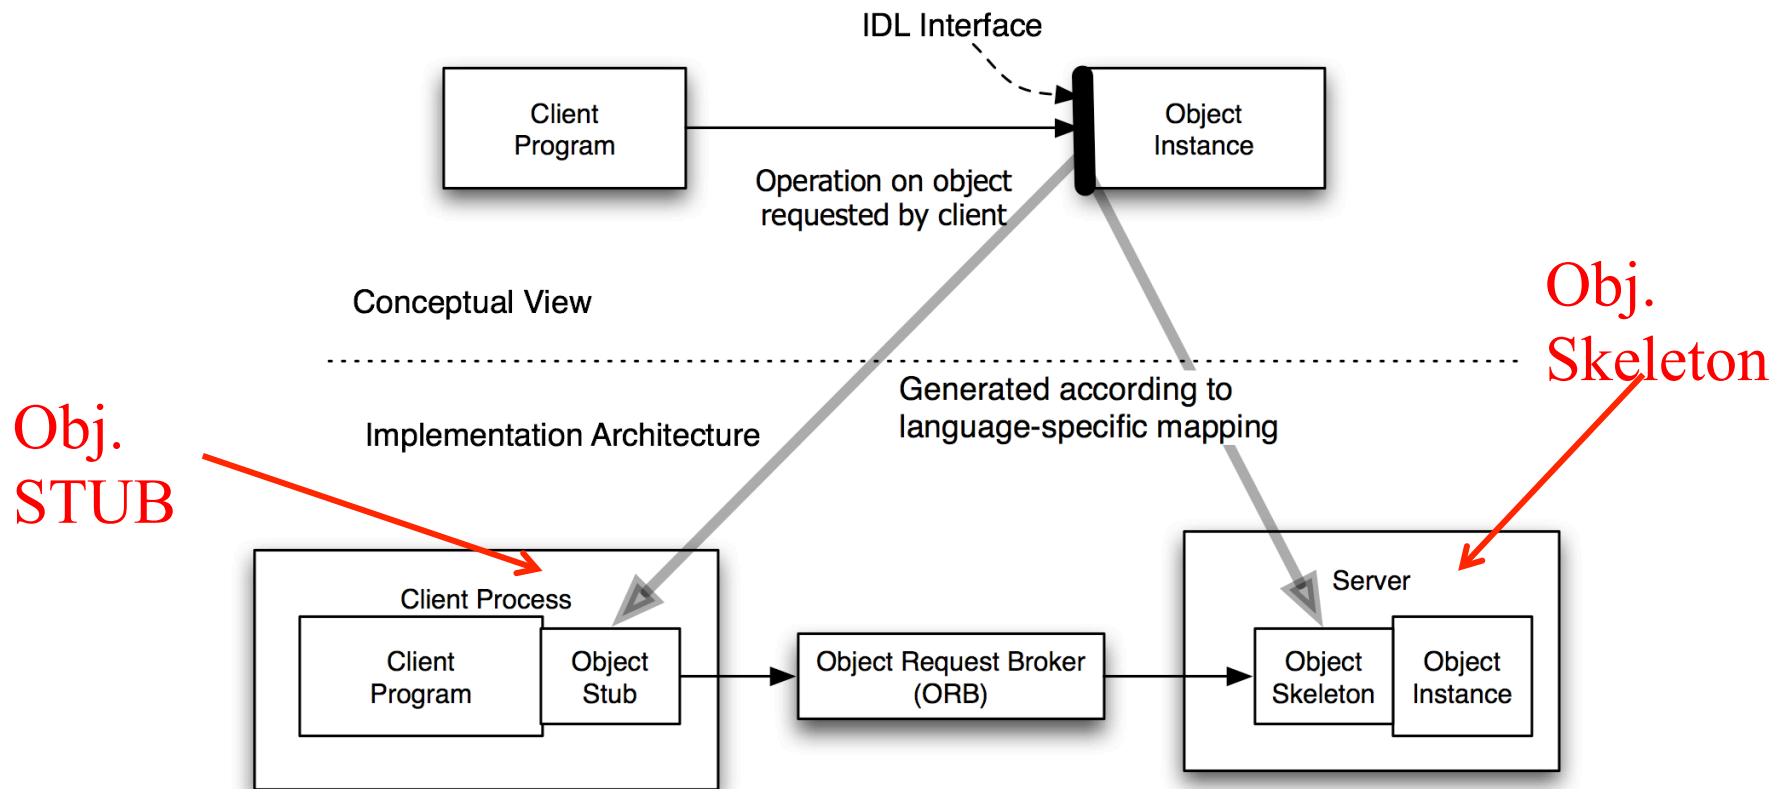 IDL Interface
Client
Program
Object
Instance
Operation on object
requested by client
Conceptual View
Obj.
Skeleton
Generated according to
language-specific mapping
Implementation Architecture
Obj.
STUB
Client Process
Client
Program
Object
Stub
Object Request Broker
(ORB)
Server
Object
Skeleton
Object
Instance